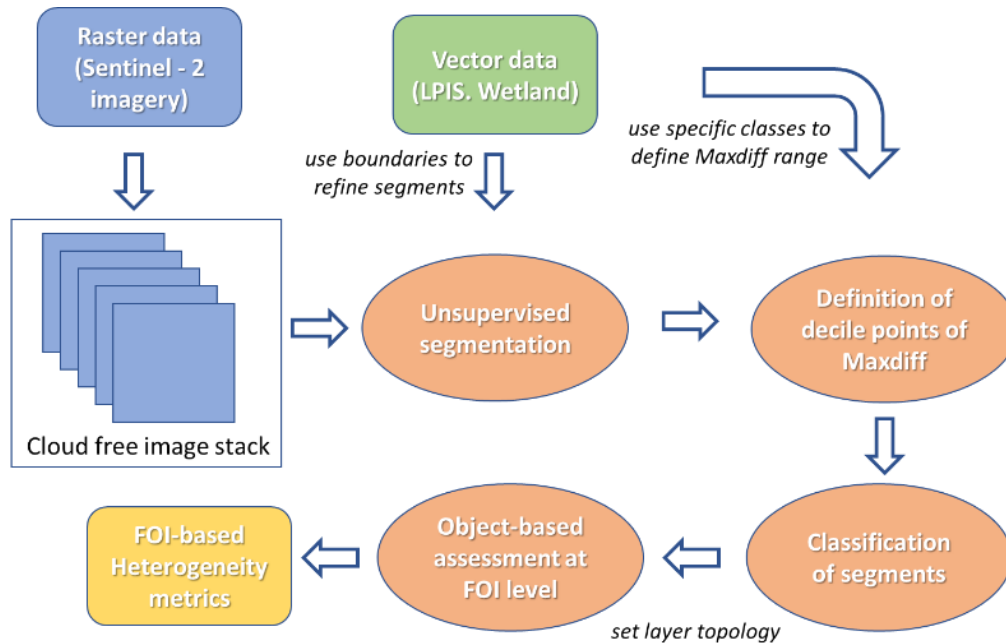 Raster data
(Sentinel - 2
imagery)
Vector data
(LPIS. Wetland)
use specific classes to
define Maxdiff range
use boundaries to
refine segments
Cloud free image stack
Unsupervised
segmentation
Definition of
decile points of
Maxdiff
Classification
of segments
set layer topology
Object-based
assessment at
FOI level
FOI-based
Heterogeneity
metrics